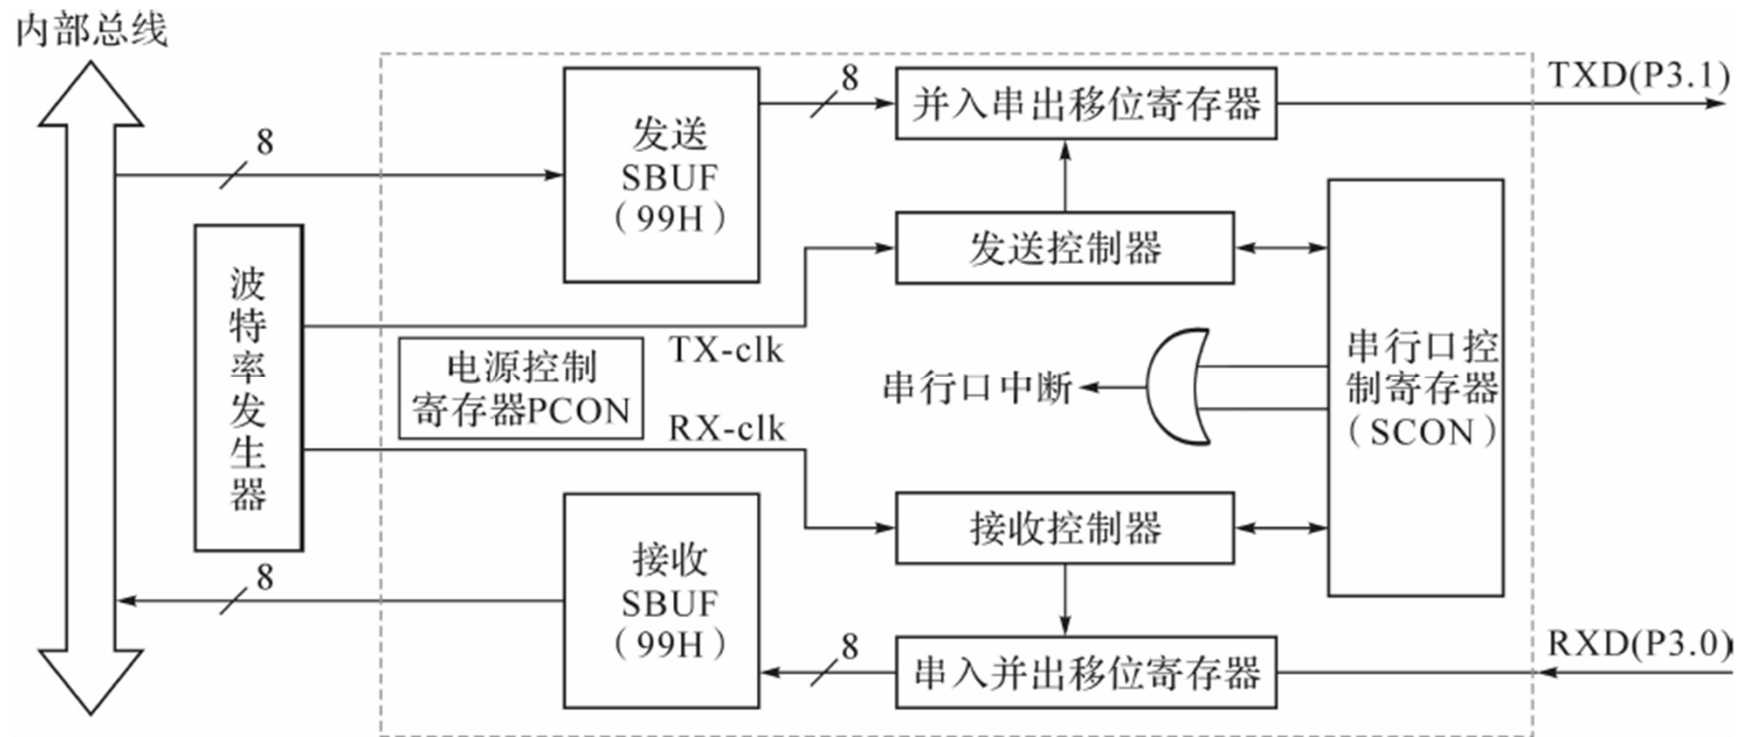 内部总线
8
发送
SBUF
（99H）
8
并入串出移位寄存器
TXD(P3.1)
发送控制器
波
特
率
发
生
器
TX-clk
电源控制
寄存器PCON
RX-clk
串行口中断
串行口控
制寄存器
（SCON）
接收控制器
8
接收
SBUF
（99H）
8
串入并出移位寄存器
RXD(P3.0)